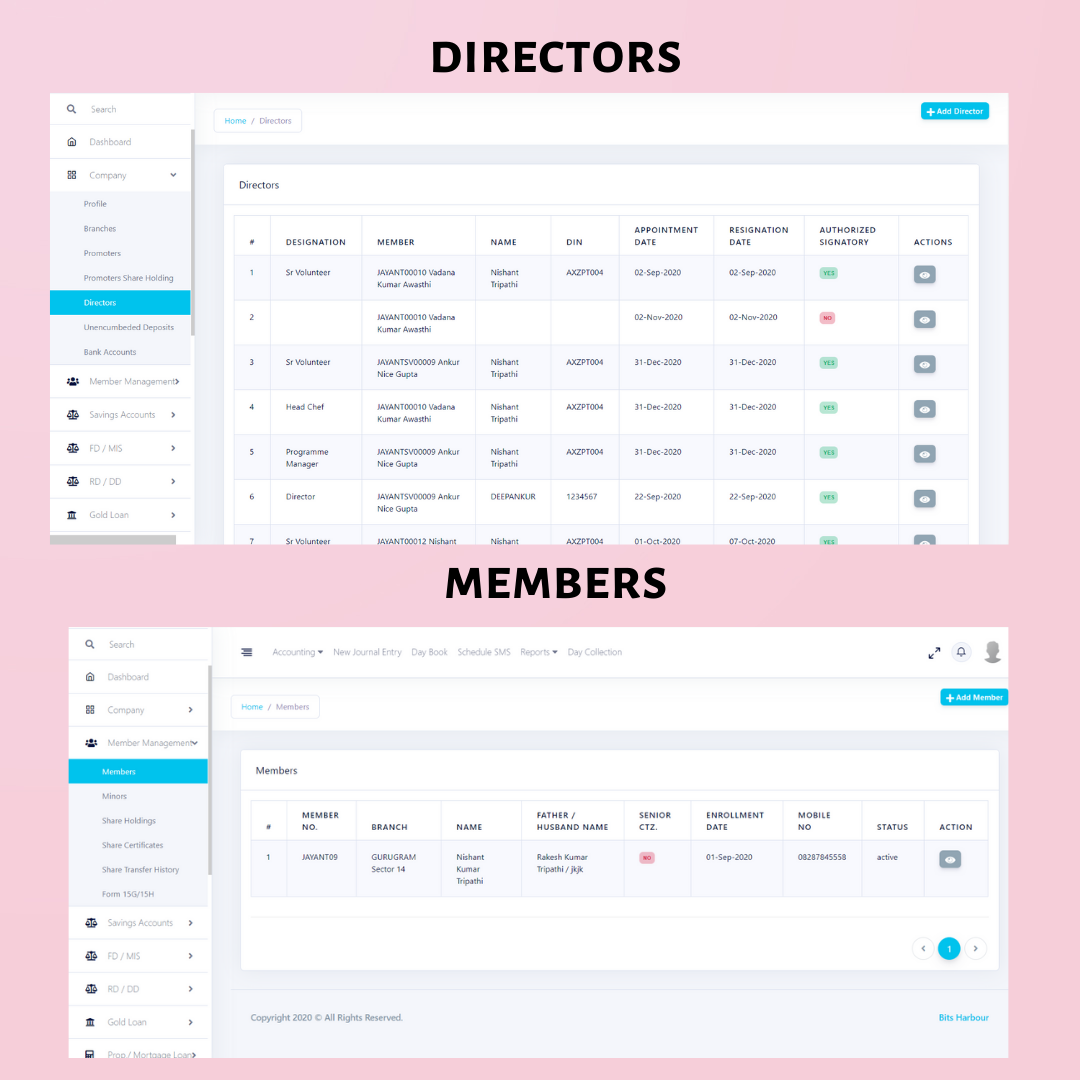 DIRECTORS
Search
Home / Directors
Add Director
Dashboard
Company
Profile
Branches
Promoters
Promoters Share Holding
Directors
Unencumbeded Deposits
Bank Accounts
Member Management
Savings Accounts
FD / MIS
RD / DD
Gold Loan
Directors
# DESIGNATION MEMBER NAME DIN APPOINTMENT DATE RESIGNATION DATE AUTHORIZED SIGNATORY ACTIONS
1 Sr Volunteer JAYANT00010 Vadana Kumar Awasthi Nishant Tripathi AXZPT004 02-Sep-2020 02-Sep-2020 YES
2 JAYANT00010 Vadana Kumar Awasthi 02-Nov-2020 02-Nov-2020 NO
3 Sr Volunteer JAYANTSV00009 Ankur Nice Gupta Nishant Tripathi AXZPT004 31-Dec-2020 31-Dec-2020 YES
4 Head Chef JAYANT00010 Vadana Kumar Awasthi Nishant Tripathi AXZPT004 31-Dec-2020 31-Dec-2020 YES
5 Programme Manager JAYANTSV00009 Ankur Nice Gupta Nishant Tripathi AXZPT004 31-Dec-2020 31-Dec-2020 YES
6 Director JAYANTSV00009 Ankur Nice Gupta DEEPANKUR 1234567 22-Sep-2020 22-Sep-2020 YES
7 Sr Volunteer JAYANT00012 Nishant Nishant AXZPT004 01-Oct-2020 07-Oct-2020 YES
MEMBERS
Search
Accounting New Journal Entry Day Book Schedule SMS Reports Day Collection
Home / Members
Add Member
Dashboard
Company
Member Management
Members
Minors
Share Holdings
Share Certificates
Share Transfer History
Form 15G/15H
Savings Accounts
FD / MIS
RD / DD
Gold Loan
Prop / Mortgage Loan
Members
# MEMBER NO. BRANCH NAME FATHER / HUSBAND NAME SENIOR CTZ. ENROLLMENT DATE MOBILE NO STATUS ACTION
1 JAYANT09 GURUGRAM Sector 14 Nishant Kumar Tripathi Rakesh Kumar Tripathi / jkjk NO 01-Sep-2020 08287845558 active
1
Copyright 2020 © All Rights Reserved.
Bits Harbour